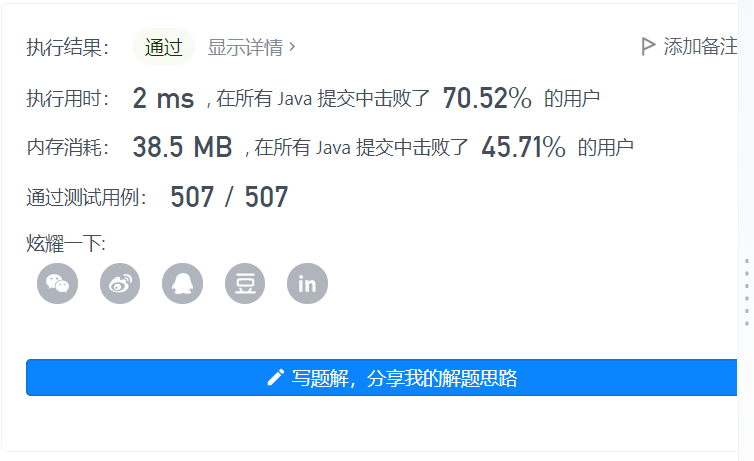 执行结果: 通过 显示详情 > 添加备注
执行用时: 2 ms , 在所有 Java 提交中击败了 70.52% 的用户
内存消耗: 38.5 MB , 在所有 Java 提交中击败了 45.71% 的用户
通过测试用例: 507 / 507
炫耀一下:
豆 in
写题解，分享我的解题思路